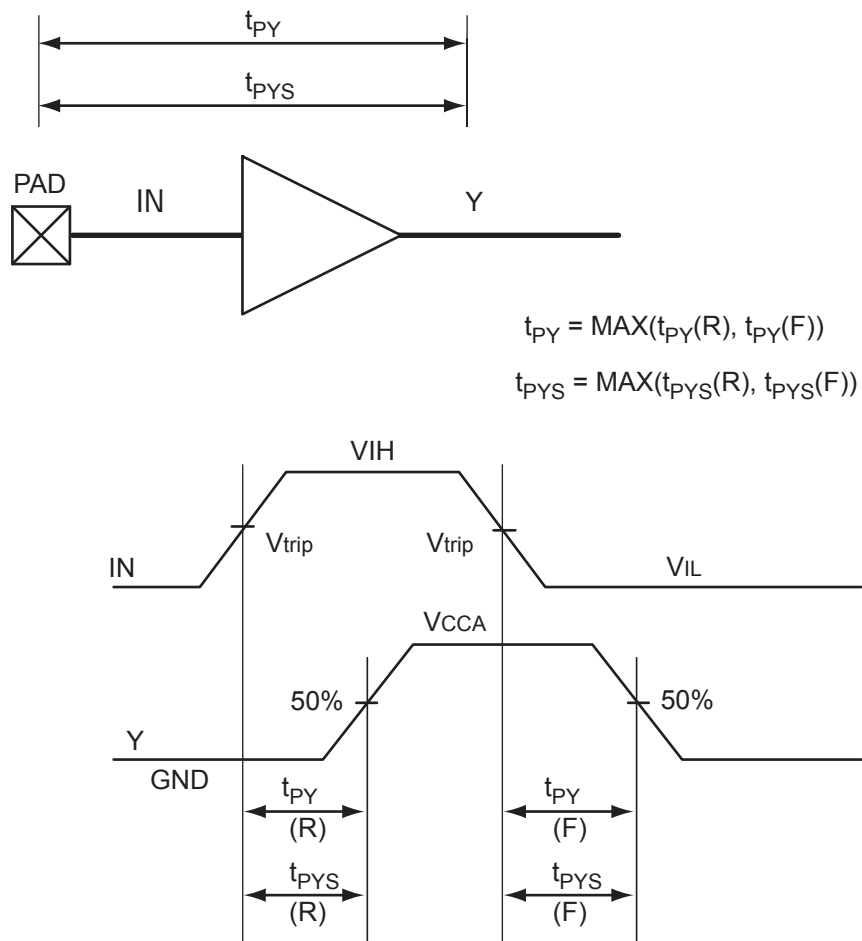 tPY
tPYS
PAD
IN
Y
tPY = MAX(tPY(R), tPY(F))
tPYS = MAX(tPYS(R), tPYS(F))
VIH
Vtrip
Vtrip
IN
VIL
VCCA
50%
50%
Y
GND
tPY
(R)
tPY
(F)
tPYS
(R)
tPYS
(F)